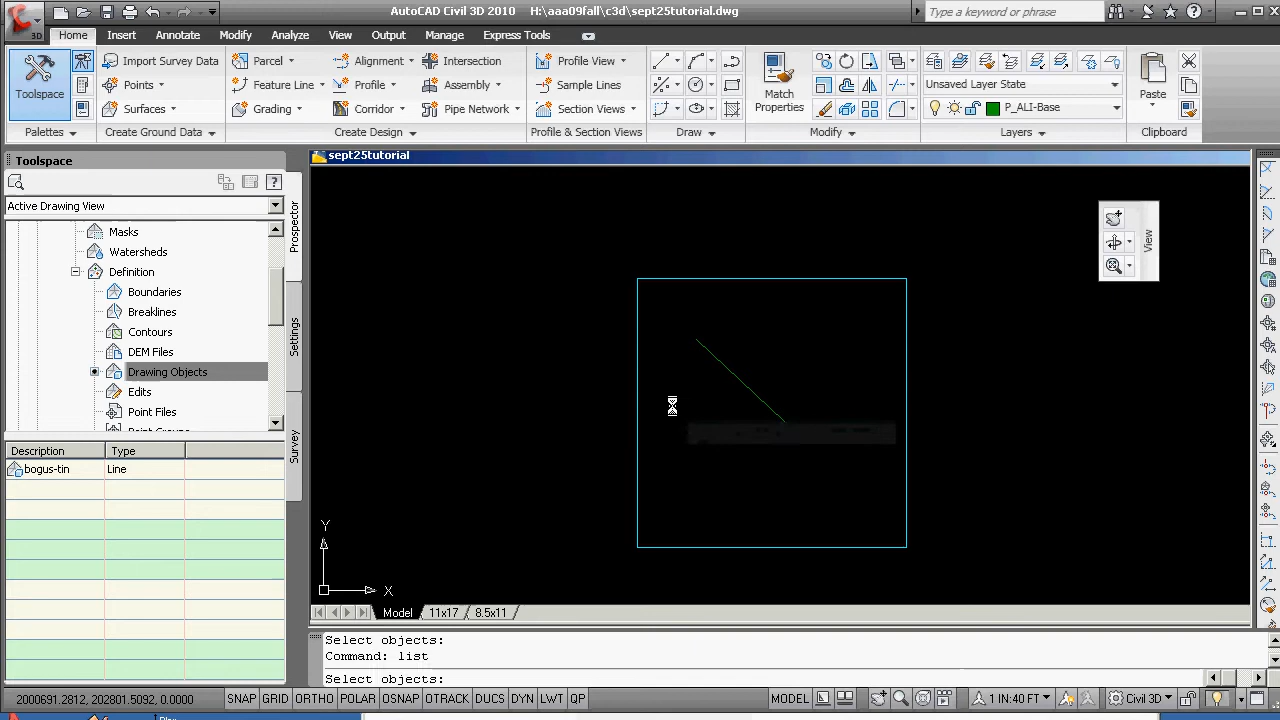 AutoCAD Civil 3D 2010 H:\aaa09fall\c3d\sept25tutorial.dwg
Type a keyword or phrase
3D
Home Insert Annotate Modify Analyze View Output Manage Express Tools
Toolspace
Import Survey Data
Points
Surfaces
Parcel
Feature Line
Grading
Alignment
Profile
Corridor
Intersection
Assembly
Pipe Network
Profile View
Sample Lines
Section Views
Match Properties
Unsaved Layer State
P_ALI-Base
Paste
Palettes Create Ground Data Create Design Profile & Section Views Draw Modify Layers Clipboard
Toolspace
Active Drawing View
Masks
Watersheds
Definition
Boundaries
Breaklines
Contours
DEM Files
Drawing Objects
Edits
Point Files
Prospector
Settings
Survey
Description Type
bogus-tin Line
sept25tutorial
View
Y
X
Model 11x17 8.5x11
Select objects:
Command: list
Select objects:
2000691.2812, 202801.5092, 0.0000 SNAP GRID ORTHO POLAR OSNAP OTRACK DUCS DYN LWT QP MODEL 1 IN:40 FT Civil 3D